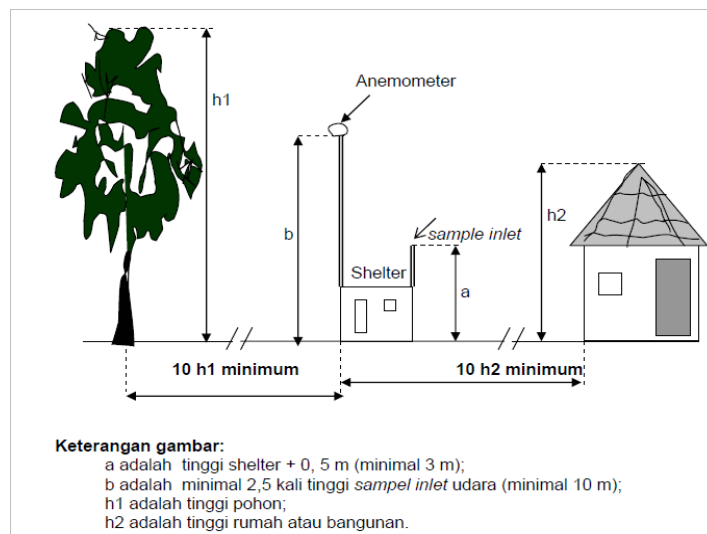 h1
Anemometer
b
sample inlet
h2
Shelter
a
10 h1 minimum
10 h2 minimum
Keterangan gambar:
a adalah tinggi shelter + 0, 5 m (minimal 3 m);
b adalah minimal 2,5 kali tinggi sampel inlet udara (minimal 10 m);
h1 adalah tinggi pohon;
h2 adalah tinggi rumah atau bangunan.